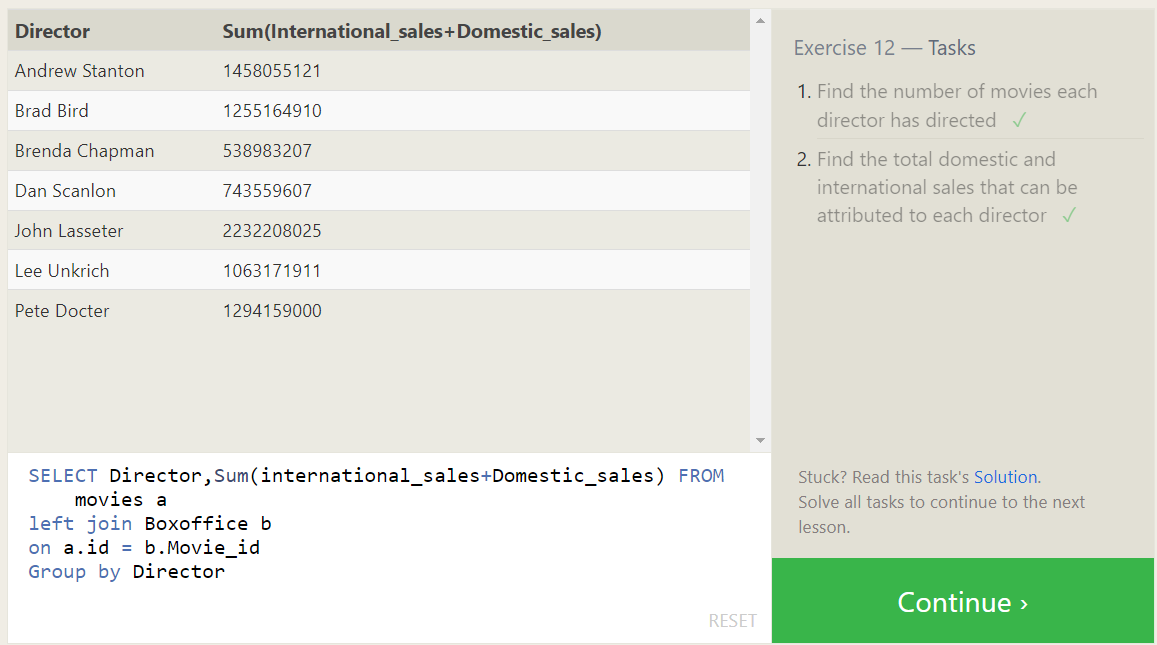 Director Sum(International_sales+Domestic_sales)
Andrew Stanton 1458055121
Brad Bird 1255164910
Brenda Chapman 538983207
Dan Scanlon 743559607
John Lasseter 2232208025
Lee Unkrich 1063171911
Pete Docter 1294159000
SELECT Director,Sum(international_sales+Domestic_sales) FROM
movies a
left join Boxoffice b
on a.id = b.Movie_id
Group by Director
RESET
Exercise 12 — Tasks
1. Find the number of movies each
director has directed ✓
2. Find the total domestic and
international sales that can be
attributed to each director ✓
Stuck? Read this task's Solution.
Solve all tasks to continue to the next
lesson.
Continue ›